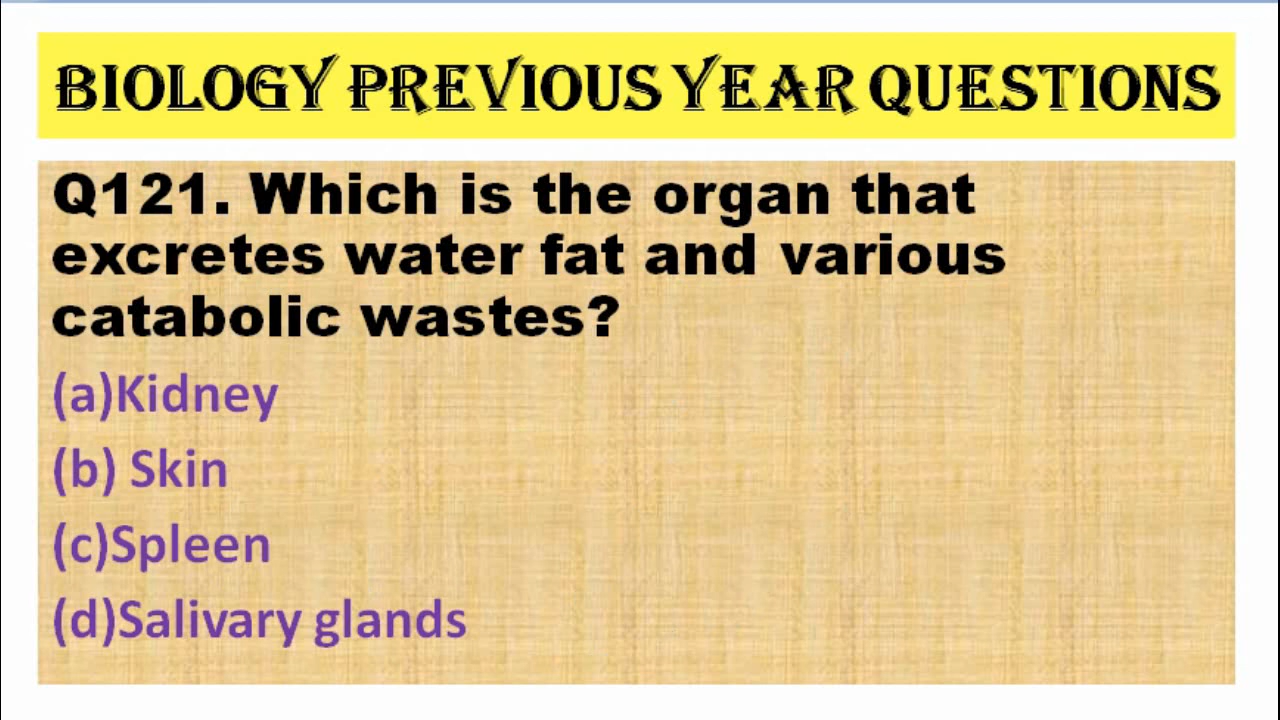 BIOLOGY PREVIOUS YEAR QUESTIONS
Q121. Which is the organ that
excretes water fat and various
catabolic wastes?
(a)Kidney
(b) Skin
(c)Spleen
(d)Salivary glands